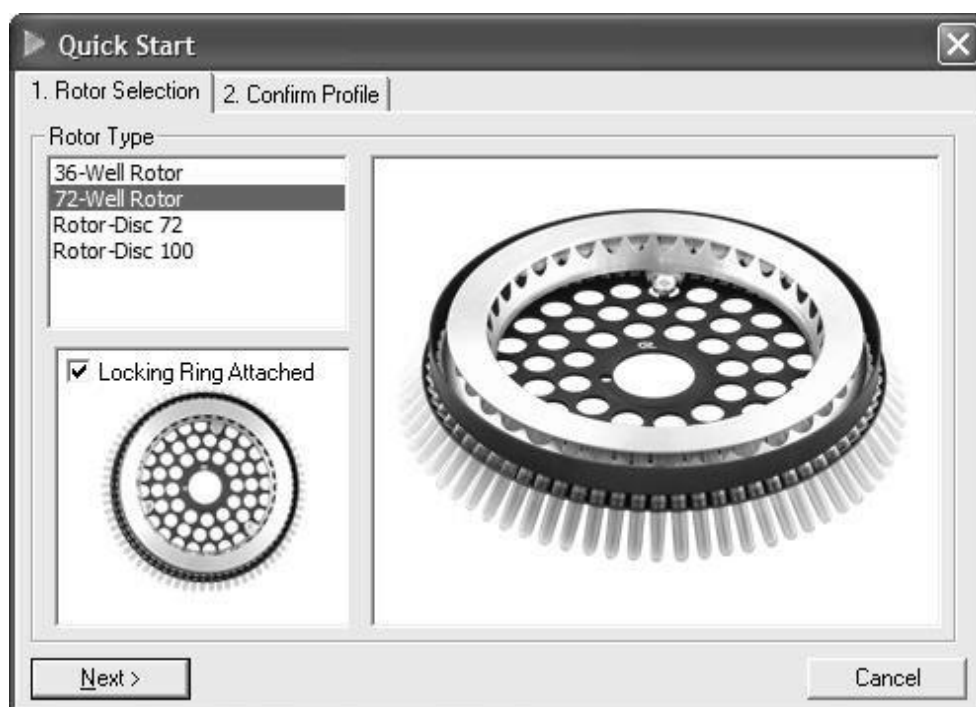 Quick Start
1. Rotor Selection
2. Confirm Profile
Rotor Type
36-Well Rotor
72-Well Rotor
Rotor-Disc 72
Rotor-Disc 100
Locking Ring Attached
Next >
Cancel